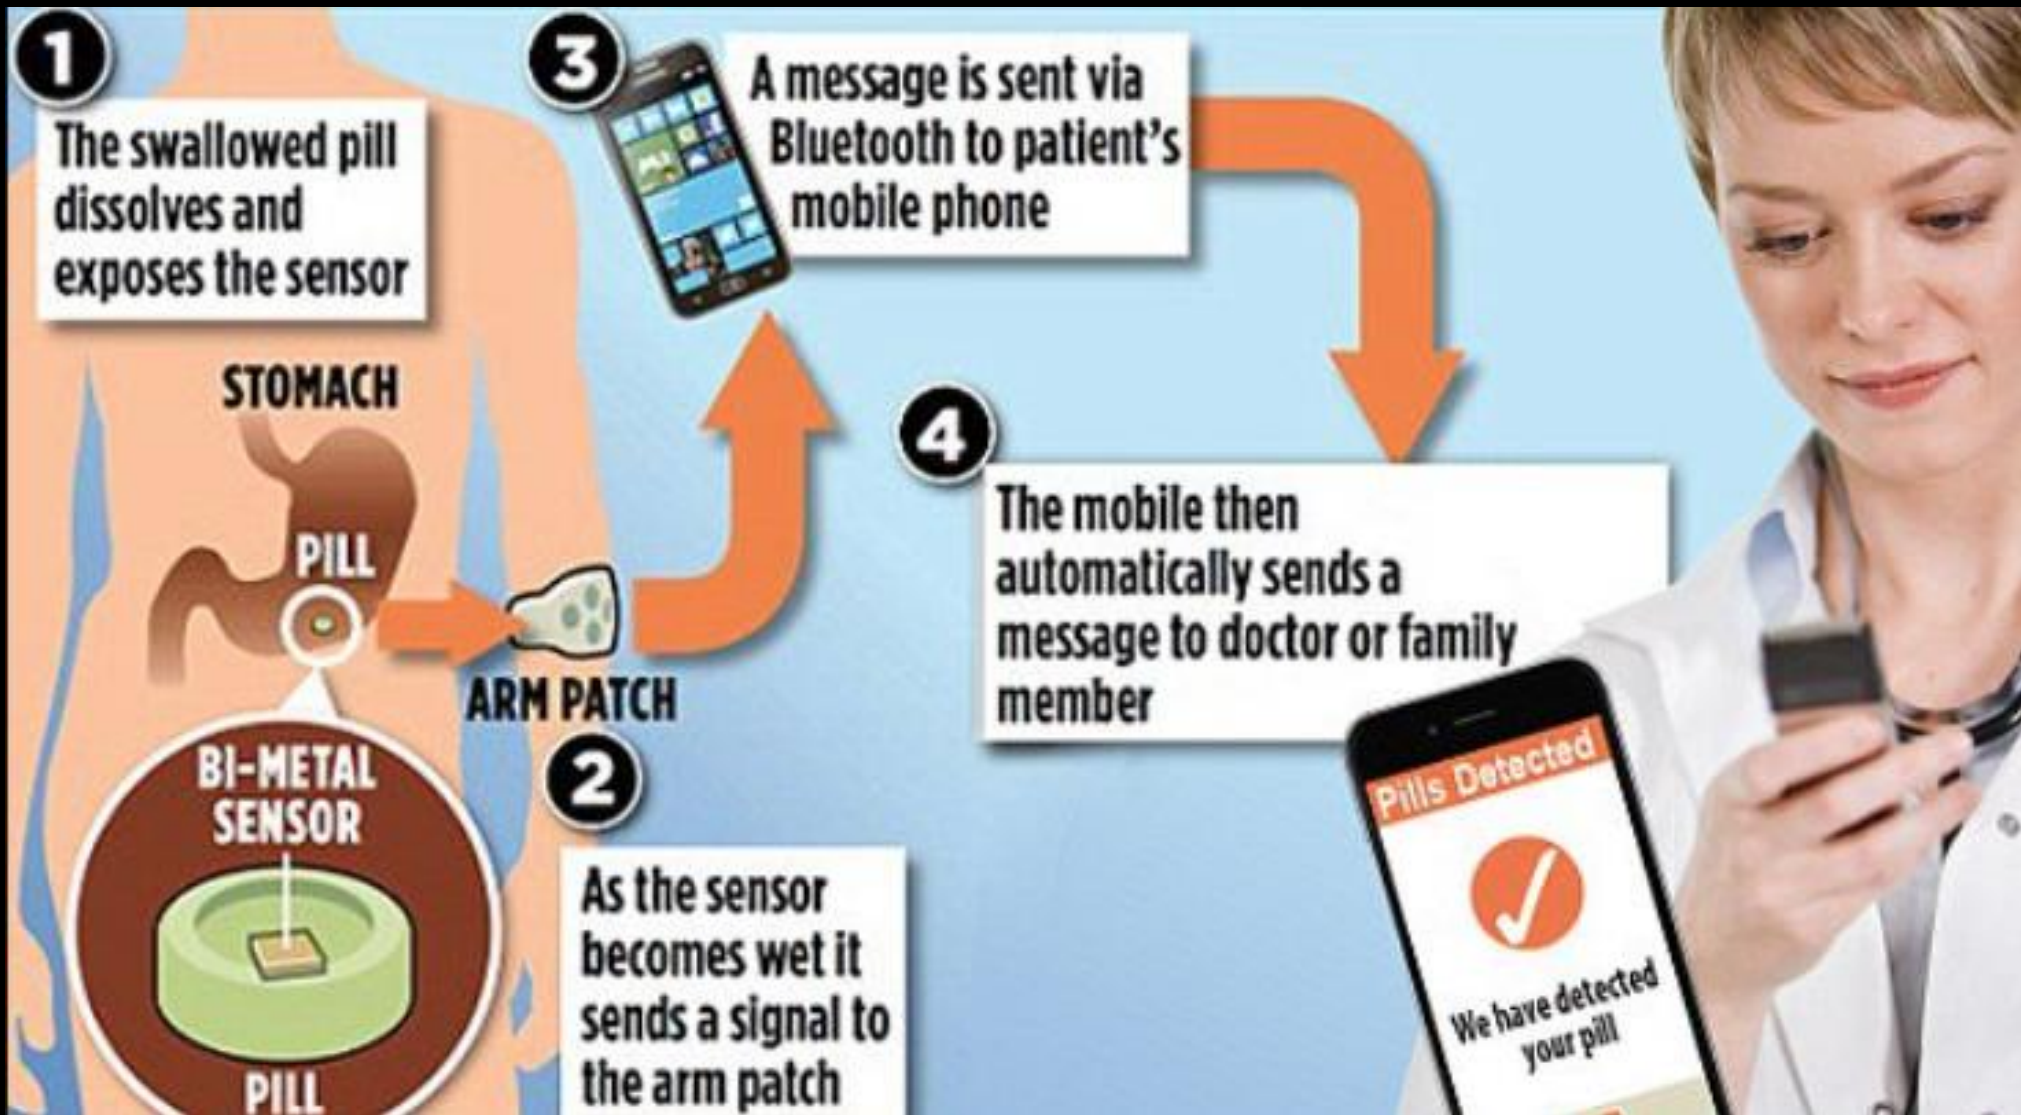 1
The swallowed pill
dissolves and
exposes the sensor
STOMACH
PILL
ARM PATCH
BI-METAL
SENSOR
PILL
2
As the sensor
becomes wet it
sends a signal to
the arm patch
3
A message is sent via
Bluetooth to patient's
mobile phone
4
The mobile then
automatically sends a
message to doctor or family
member
Pills Detected
We have detected
your pill